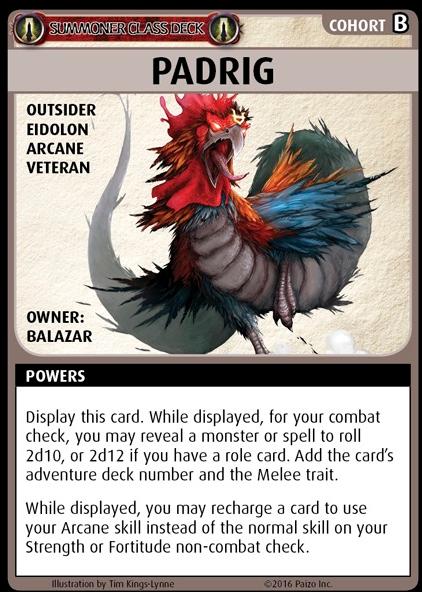 SUMMONER CLASS DECK
COHORT B
PADRIG
OUTSIDER
EIDOLON
ARCANE
VETERAN
OWNER:
BALAZAR
POWERS
Display this card. While displayed, for your combat
check, you may reveal a monster or spell to roll
2d10, or 2d12 if you have a role card. Add the card's
adventure deck number and the Melee trait.
While displayed, you may recharge a card to use
your Arcane skill instead of the normal skill on your
Strength or Fortitude non-combat check.
Illustration by Tim Kings-Lynne ©2016 Paizo Inc.